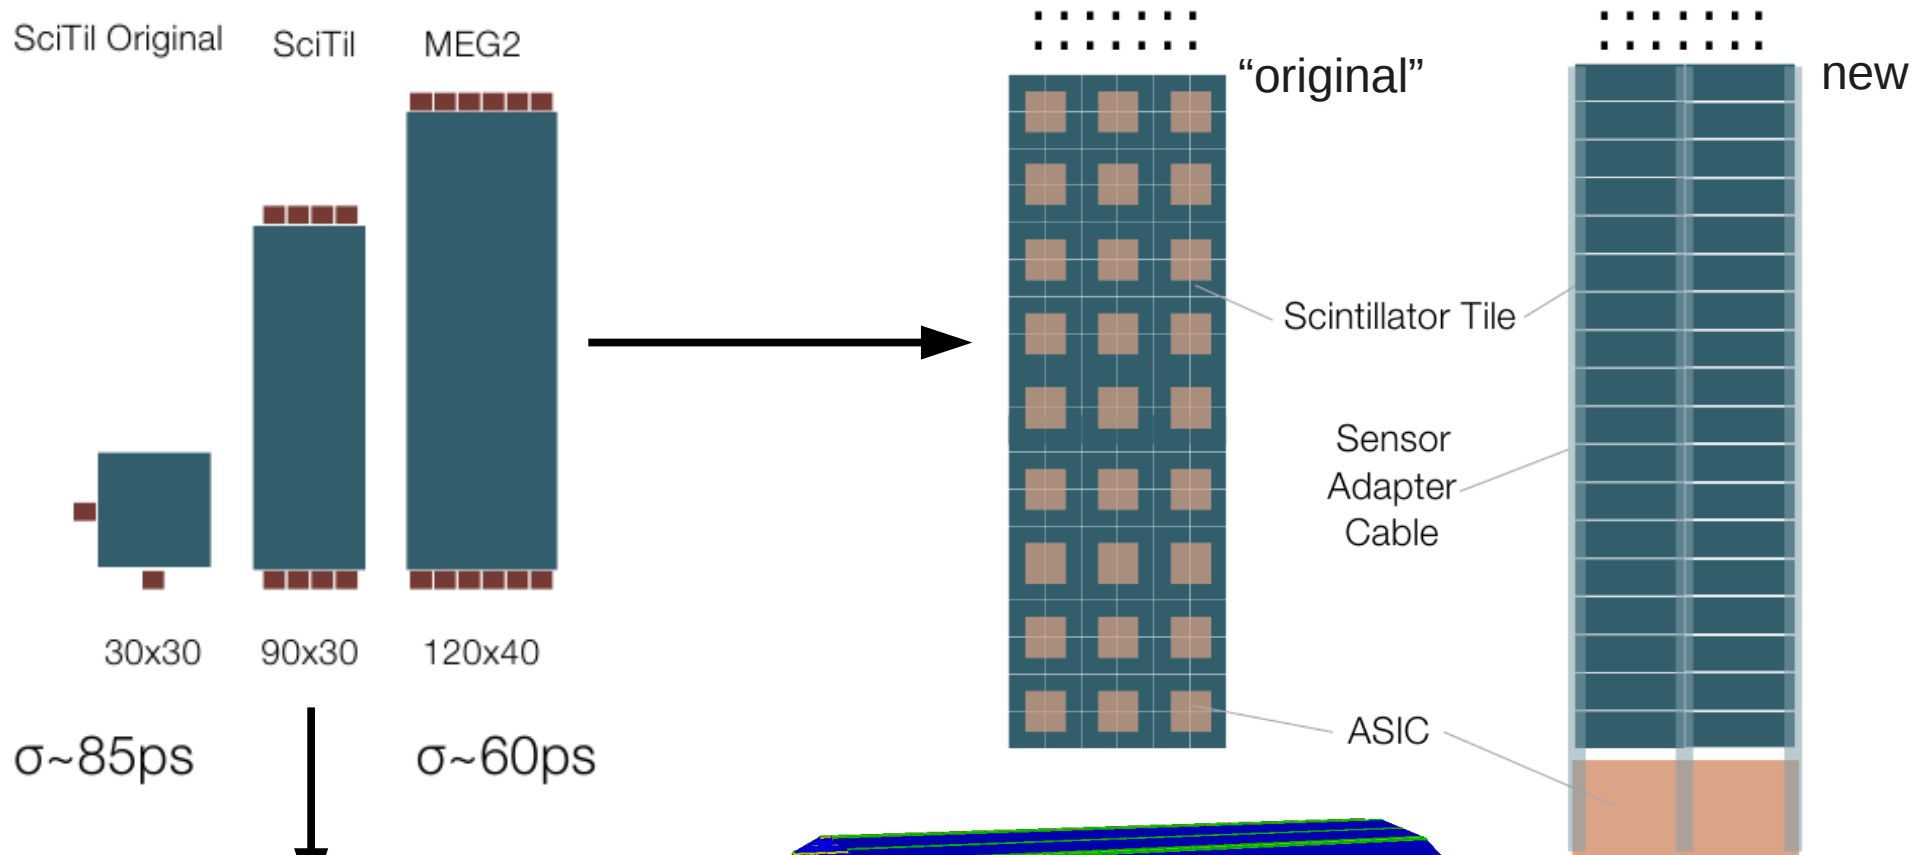 SciTil Original
SciTil
MEG2
“original”
new
Scintillator Tile
Sensor
Adapter
Cable
ASIC
30x30
90x30
120x40
σ~85ps
σ~60ps